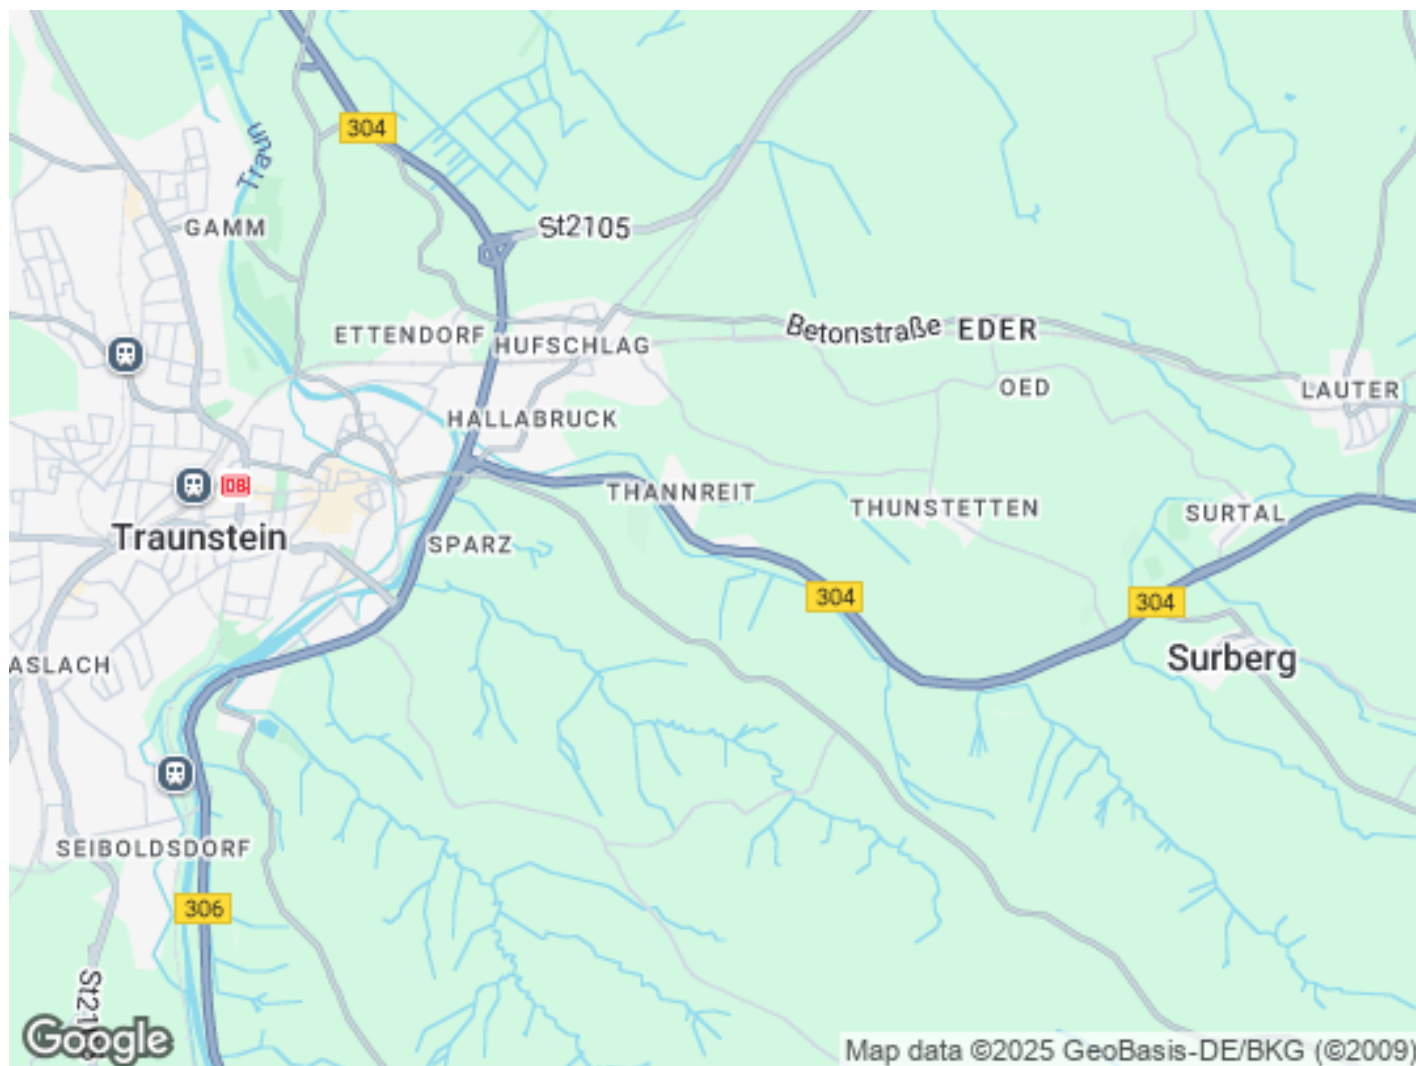 304
Traun
GAMM
St2105
ETTENDORF
HUFSCHLAG
Betonstraße
EDER
OED
LAUTER
HALLABRUCK
DB
THANNREIT
THUNSTETTEN
SURTAL
Traunstein
SPARZ
304
304
ASLACH
Surberg
SEIBOLDSDORF
306
Google
Map data ©2025 GeoBasis-DE/BKG (©2009)